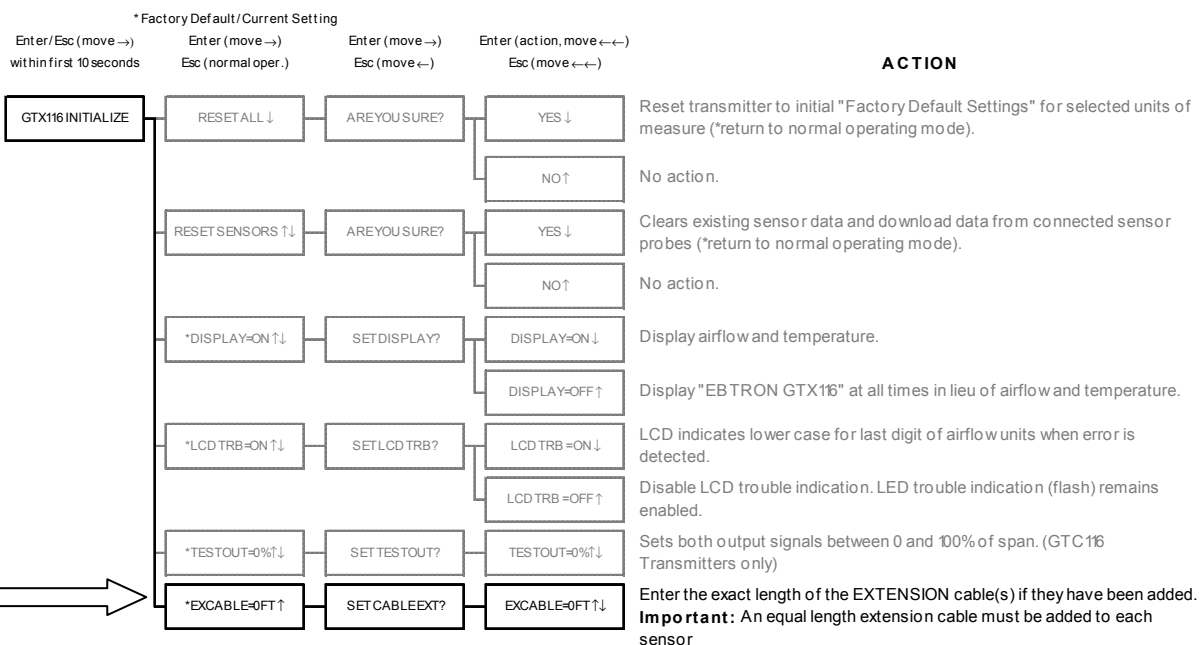 *Factory Default/Current Setting
Enter/Esc (move →) within first 10 seconds
Enter (move →) Esc (normal oper.)
Enter (move →) Esc (move ←)
Enter (action, move ←←) Esc (move ←←)
ACTION
GTX116 INITIALIZE
RESET ALL ↓
ARE YOU SURE?
YES ↓
Reset transmitter to initial "Factory Default Settings" for selected units of
measure (*return to normal operating mode).
NO ↑
No action.
RESET SENSORS ↑↓
ARE YOU SURE?
YES ↓
Clears existing sensor data and download data from connected sensor
probes (*return to normal operating mode).
NO ↑
No action.
*DISPLAY=ON ↑↓
SET DISPLAY?
DISPLAY=ON ↓
Display airflow and temperature.
DISPLAY=OFF ↑
Display "EBTRON GTX116" at all times in lieu of airflow and temperature.
*LCD TRB =ON ↑↓
SET LCD TRB?
LCD TRB =ON ↓
LCD indicates lower case for last digit of airflow units when error is
detected.
LCD TRB =OFF ↑
Disable LCD trouble indication. LED trouble indication (flash) remains
enabled.
*TESTOUT=0% ↑↓
SET TESTOUT?
TESTOUT=0% ↑↓
Sets both output signals between 0 and 100% of span. (GTC116
Transmitters only)
*EXCABLE=0FT ↑
SET CABLE EXT?
EXCABLE=0FT ↑↓
Enter the exact length of the EXTENSION cable(s) if they have been added.
Important: An equal length extension cable must be added to each
sensor